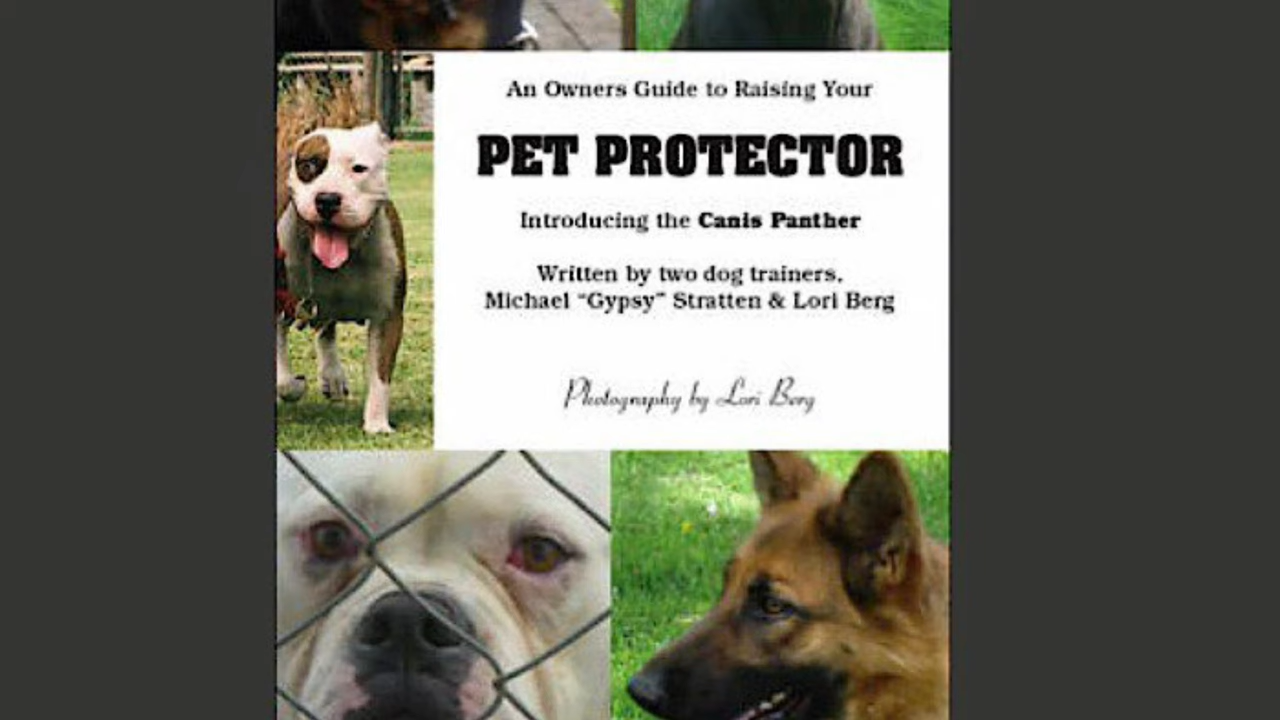 An Owners Guide to Raising Your
PET PROTECTOR
Introducing the Canis Panther
Written by two dog trainers.
Michael “Gypsy” Stratten & Lori Berg
Photography by Lori Berg